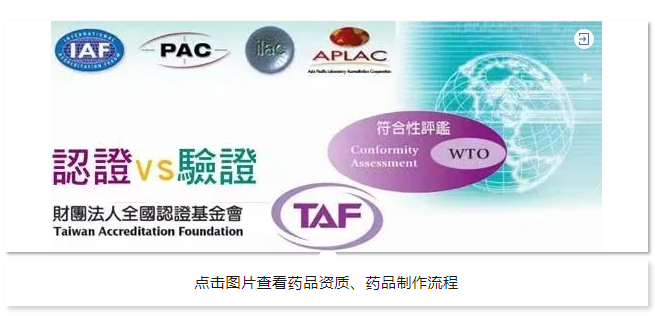 INTERNATIONAL ACCREDITATION FORUM
IAF
PAC
ilac
APLAC
Asia Pacific Laboratory Accreditation Cooperation
符合性評鑑
Conformity
Assessment
WTO
認證vs驗證
財團法人全國認證基金會
Taiwan Accreditation Foundation
TAF
点击图片查看药品资质、药品制作流程